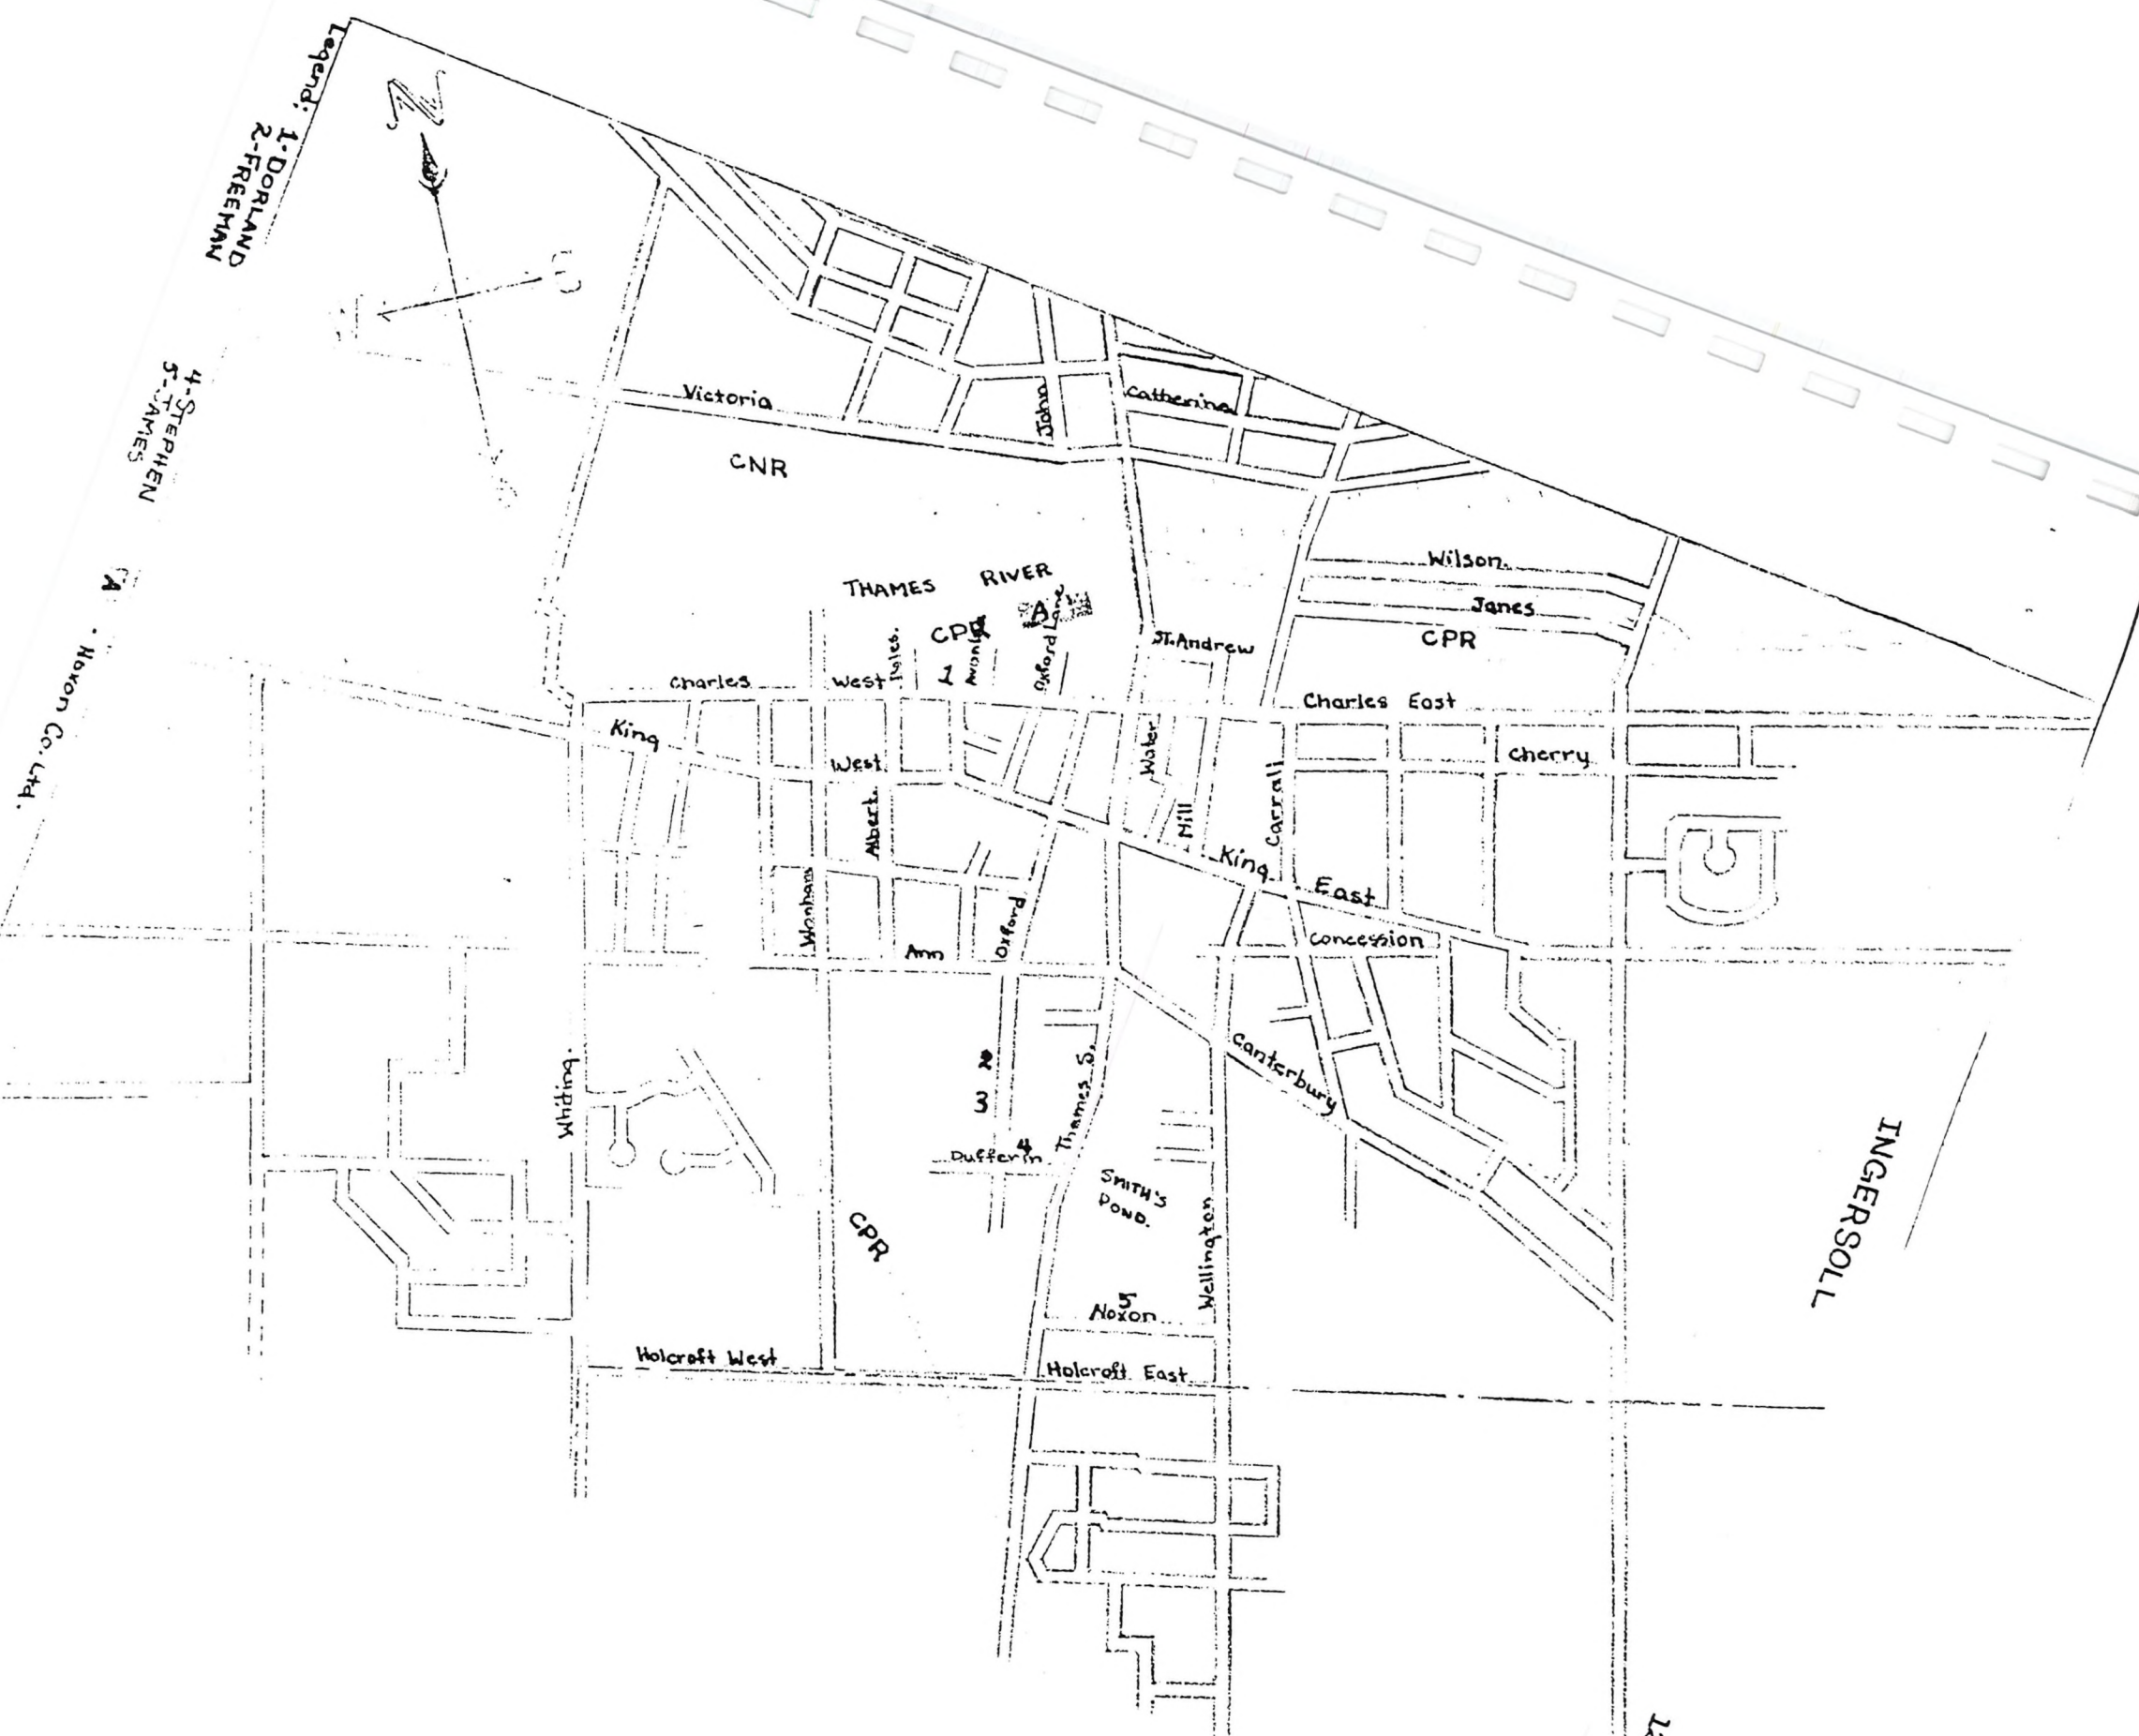 Legend: 1-DORLAND
2-FREEMAN
4-STEPHEN
5-JAMES
A
Noxon Co. Ltd.
N
Victoria
CNR
John
Catherine
THAMES RIVER
CPR
A
Oxford Lane
1
Wilson
Janes
CPR
St. Andrew
Charles West
Charles East
King West
Water
Mill
Carrall
Cherry
Albert
Wonham
Ann
Oxford
King East
Concession
Canterbury
Whiting
2
3
4
Dufferin
Thames S.
SMITH'S
POND.
Wellington
CPR
5
Noxon
Holcroft West
Holcroft East
INGERSOLL